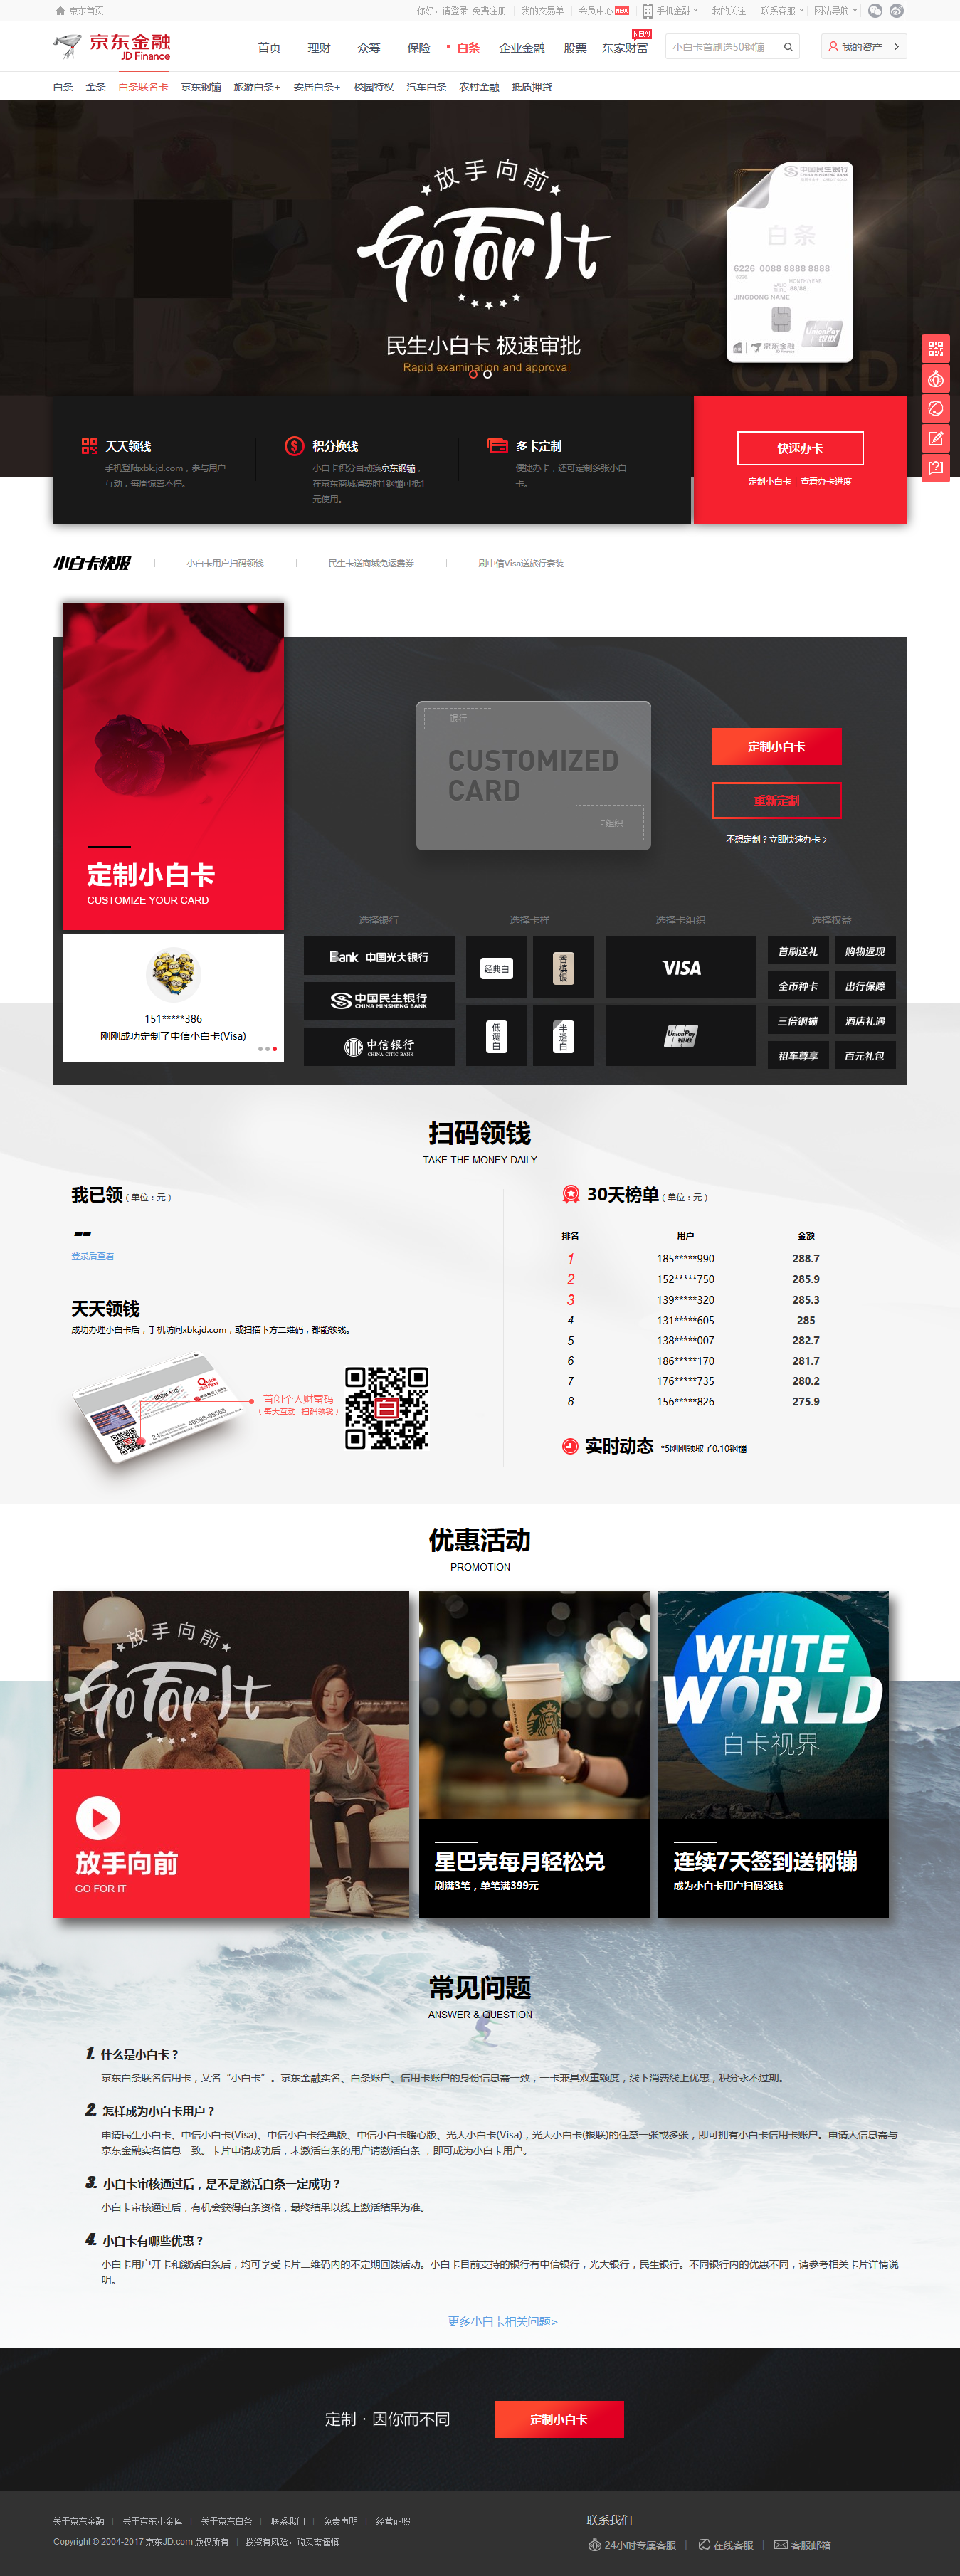 京东首页
你好，请登录 免费注册 我的交易单 会员中心 NEW 手机金融 我的关注 联系客服 网站导航
京东金融
JD Finance
首页 理财 众筹 保险 白条 企业金融 股票 东家财富 NEW
小白卡首刷送50钢镚
我的资产 >
白条 金条 白条联名卡 京东钢镚 旅游白条+ 安居白条+ 校园特权 汽车白条 农村金融 抵质押贷
放手向前
Go For It
民生小白卡 极速审批
Rapid examination and approval
中国民生银行
CHINA MINSHENG BANK
白条
6226 0088 8888 8888
6226
MONTH/YEAR
VALID THRU 88/88
JINGDONG NAME
京东金融
UnionPay
银联
CARD
天天领钱
手机登陆xbk.jd.com，参与用户
互动，每周惊喜不停。
积分换钱
小白卡积分自动换京东钢镚，
在京东商城消费时1钢镚可抵1
元使用。
多卡定制
便捷办卡，还可定制多张小白
卡。
快速办卡
定制小白卡 查看办卡进度
小白卡快报
小白卡用户扫码领钱
民生卡送商城免运费券
刷中信Visa送旅行套装
定制小白卡
CUSTOMIZE YOUR CARD
151*****386
刚刚成功定制了中信小白卡(Visa)
银行
CUSTOMIZED
CARD
卡组织
定制小白卡
重新定制
不想定制？立即快速办卡 >
选择银行 选择卡样 选择卡组织 选择权益
Bank 中国光大银行
中国民生银行
CHINA MINSHENG BANK
中信银行
CHINA CITIC BANK
经典白
香槟银
低调白
半透白
VISA
UnionPay
银联
首刷送礼 购物返现
全币种卡 出行保障
三倍钢镚 酒店礼遇
租车尊享 百元礼包
扫码领钱
TAKE THE MONEY DAILY
我已领（单位：元）
--
登录后查看
天天领钱
成功办理小白卡后，手机访问xbk.jd.com，或扫描下方二维码，都能领钱。
首创个人财富码
（每天互动 扫码领钱）
白
30天榜单（单位：元）
排名 用户 金额
1 185*****990 288.7
2 152*****750 285.9
3 139*****320 285.3
4 131*****605 285
5 138*****007 282.7
6 186*****170 281.7
7 176*****735 280.2
8 156*****826 275.9
实时动态 *5刚刚领取了0.10钢镚
优惠活动
PROMOTION
放手向前
Go For It
放手向前
GO FOR IT
星巴克每月轻松兑
刷满3笔，单笔满399元
WHITE
WORLD
白卡视界
连续7天签到送钢镚
成为小白卡用户扫码领钱
常见问题
ANSWER & QUESTION
1. 什么是小白卡？
京东白条联名信用卡，又名“小白卡”。京东金融实名、白条账户、信用卡账户的身份信息需一致，一卡兼具双重额度，线下消费线上优惠，积分永不过期。
2. 怎样成为小白卡用户？
申请民生小白卡、中信小白卡(Visa)、中信小白卡经典版、中信小白卡暖心版、光大小白卡(Visa)，光大小白卡(银联)的任意一张或多张，即可拥有小白卡信用卡账户。申请人信息需与
京东金融实名信息一致。卡片申请成功后，未激活白条的用户请激活白条 ，即可成为小白卡用户。
3. 小白卡审核通过后，是不是激活白条一定成功？
小白卡审核通过后，有机会获得白条资格，最终结果以线上激活结果为准。
4. 小白卡有哪些优惠？
小白卡用户开卡和激活白条后，均可享受卡片二维码内的不定期回馈活动。小白卡目前支持的银行有中信银行，光大银行，民生银行。不同银行内的优惠不同，请参考相关卡片详情说
明。
更多小白卡相关问题>
定制 · 因你而不同
定制小白卡
关于京东金融 | 关于京东小金库 | 关于京东白条 | 联系我们 | 免责声明 | 经营证照
Copyright © 2004-2017 京东JD.com 版权所有 | 投资有风险，购买需谨慎
联系我们
24小时专属客服 | 在线客服 | 客服邮箱